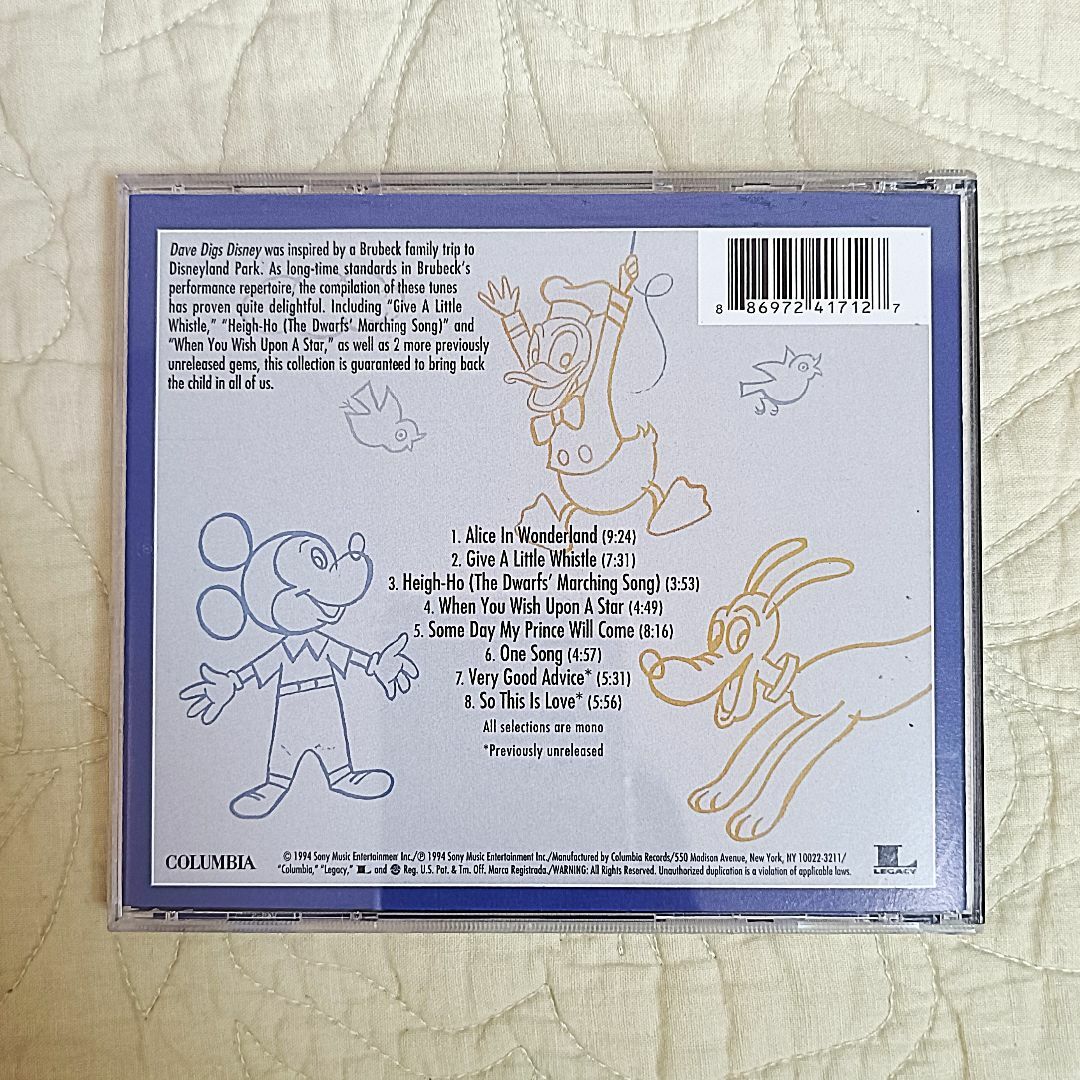 Dave Digs Disney was inspired by a Brubeck family trip to
Disneyland Park. As long-time standards in Brubeck's
performance repertoire, the compilation of these tunes
has proven quite delightful. Including "Give A Little
Whistle," "Heigh-Ho (The Dwarfs' Marching Song)" and
"When You Wish Upon A Star," as well as 2 more previously
unreleased gems, this collection is guaranteed to bring back
the child in all of us.
8 86972 41712 7
1. Alice In Wonderland (9:24)
2. Give A Little Whistle (7:31)
3. Heigh-Ho (The Dwarfs' Marching Song) (3:53)
4. When You Wish Upon A Star (4:49)
5. Some Day My Prince Will Come (8:16)
6. One Song (4:57)
7. Very Good Advice* (5:31)
8. So This Is Love* (5:56)
All selections are mono
*Previously unreleased
COLUMBIA
© 1994 Sony Music Entertainment Inc./℗ 1994 Sony Music Entertainment Inc./Manufactured by Columbia Records/550 Madison Avenue, New York, NY 10022-3211/
"Columbia," "Legacy," L and Reg. U.S. Pat. & Tm. Off. Marca Registrada./WARNING: All Rights Reserved. Unauthorized duplication is a violation of applicable laws.
L
LEGACY